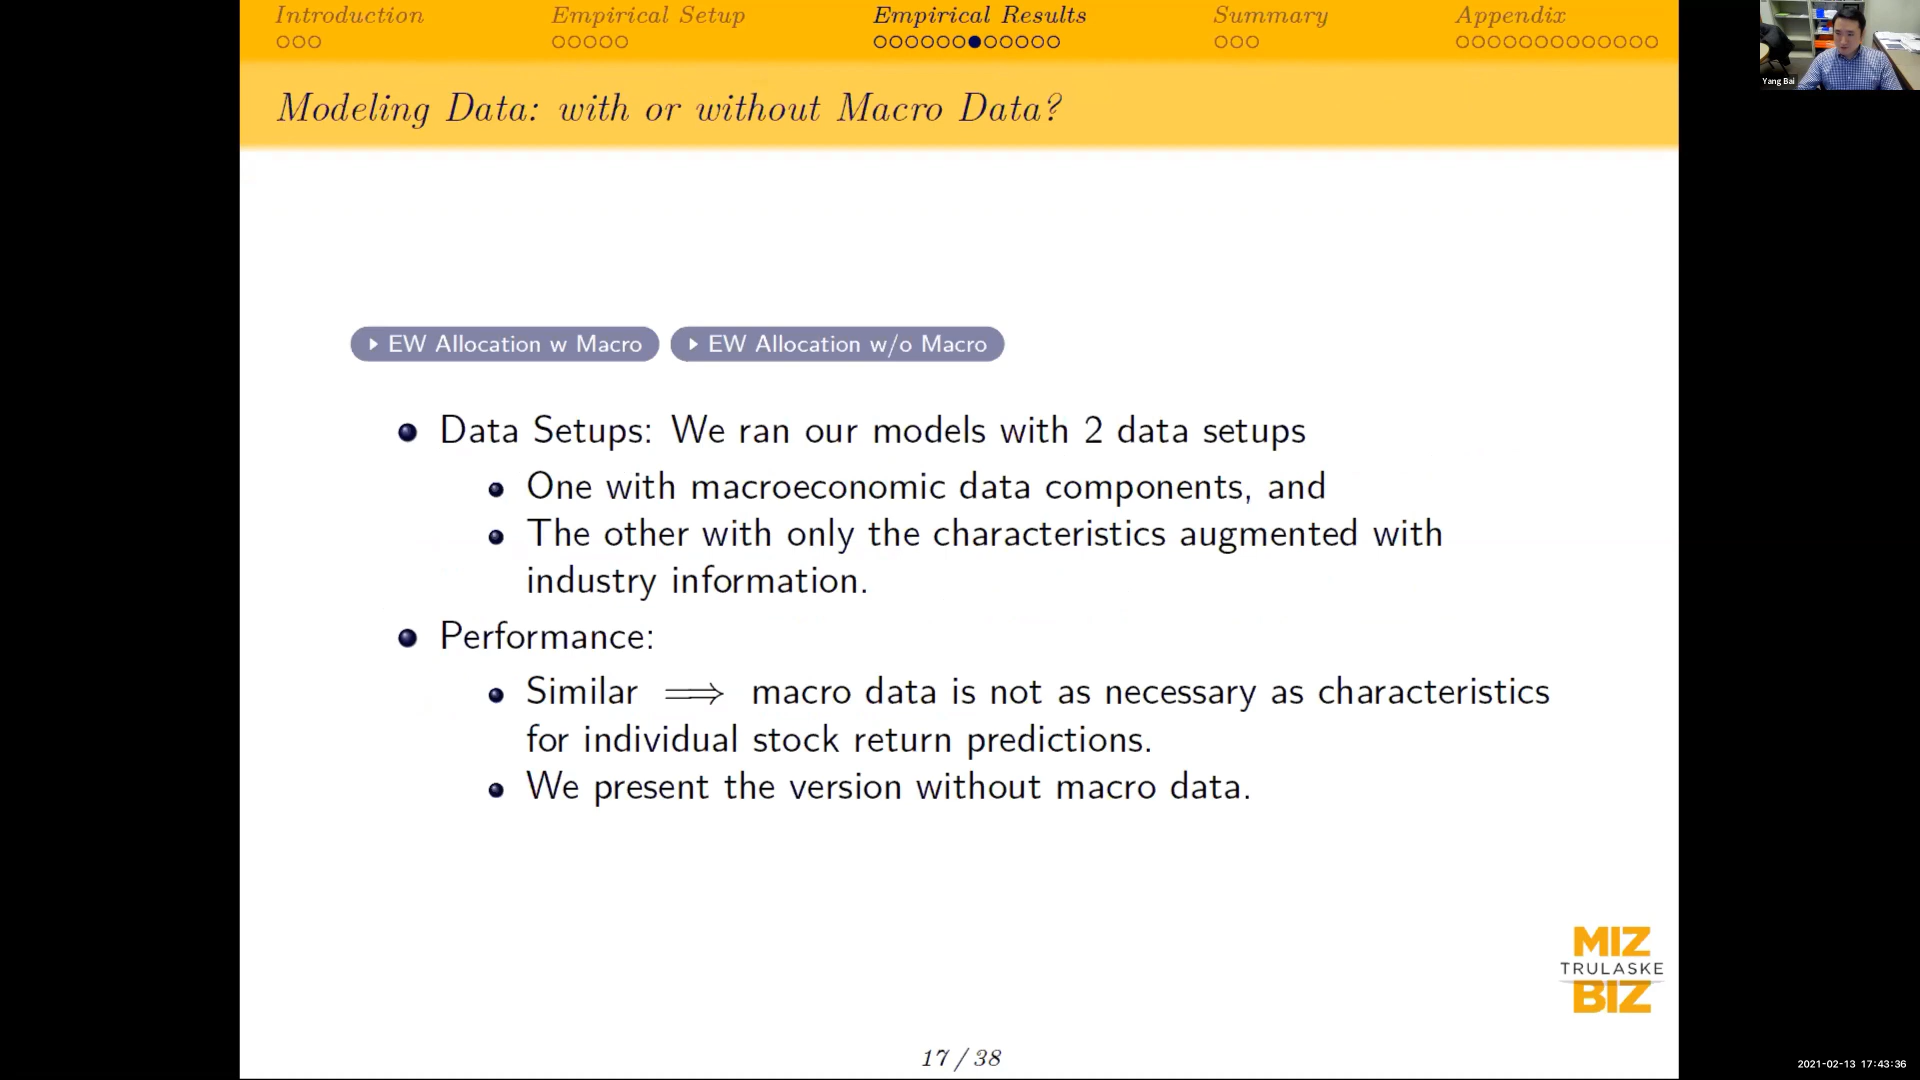 Introduction
Empirical Setup
Empirical Results
Summary
Appendix
Yang Bai
Modeling Data: with or without Macro Data?
EW Allocation w Macro
EW Allocation w/o Macro
Data Setups: We ran our models with 2 data setups
One with macroeconomic data components, and
The other with only the characteristics augmented with
industry information.
Performance:
Similar ⟹ macro data is not as necessary as characteristics
for individual stock return predictions.
We present the version without macro data.
MIZ
TRULASKE
BIZ
17 / 38
2021-02-13 17:43:36